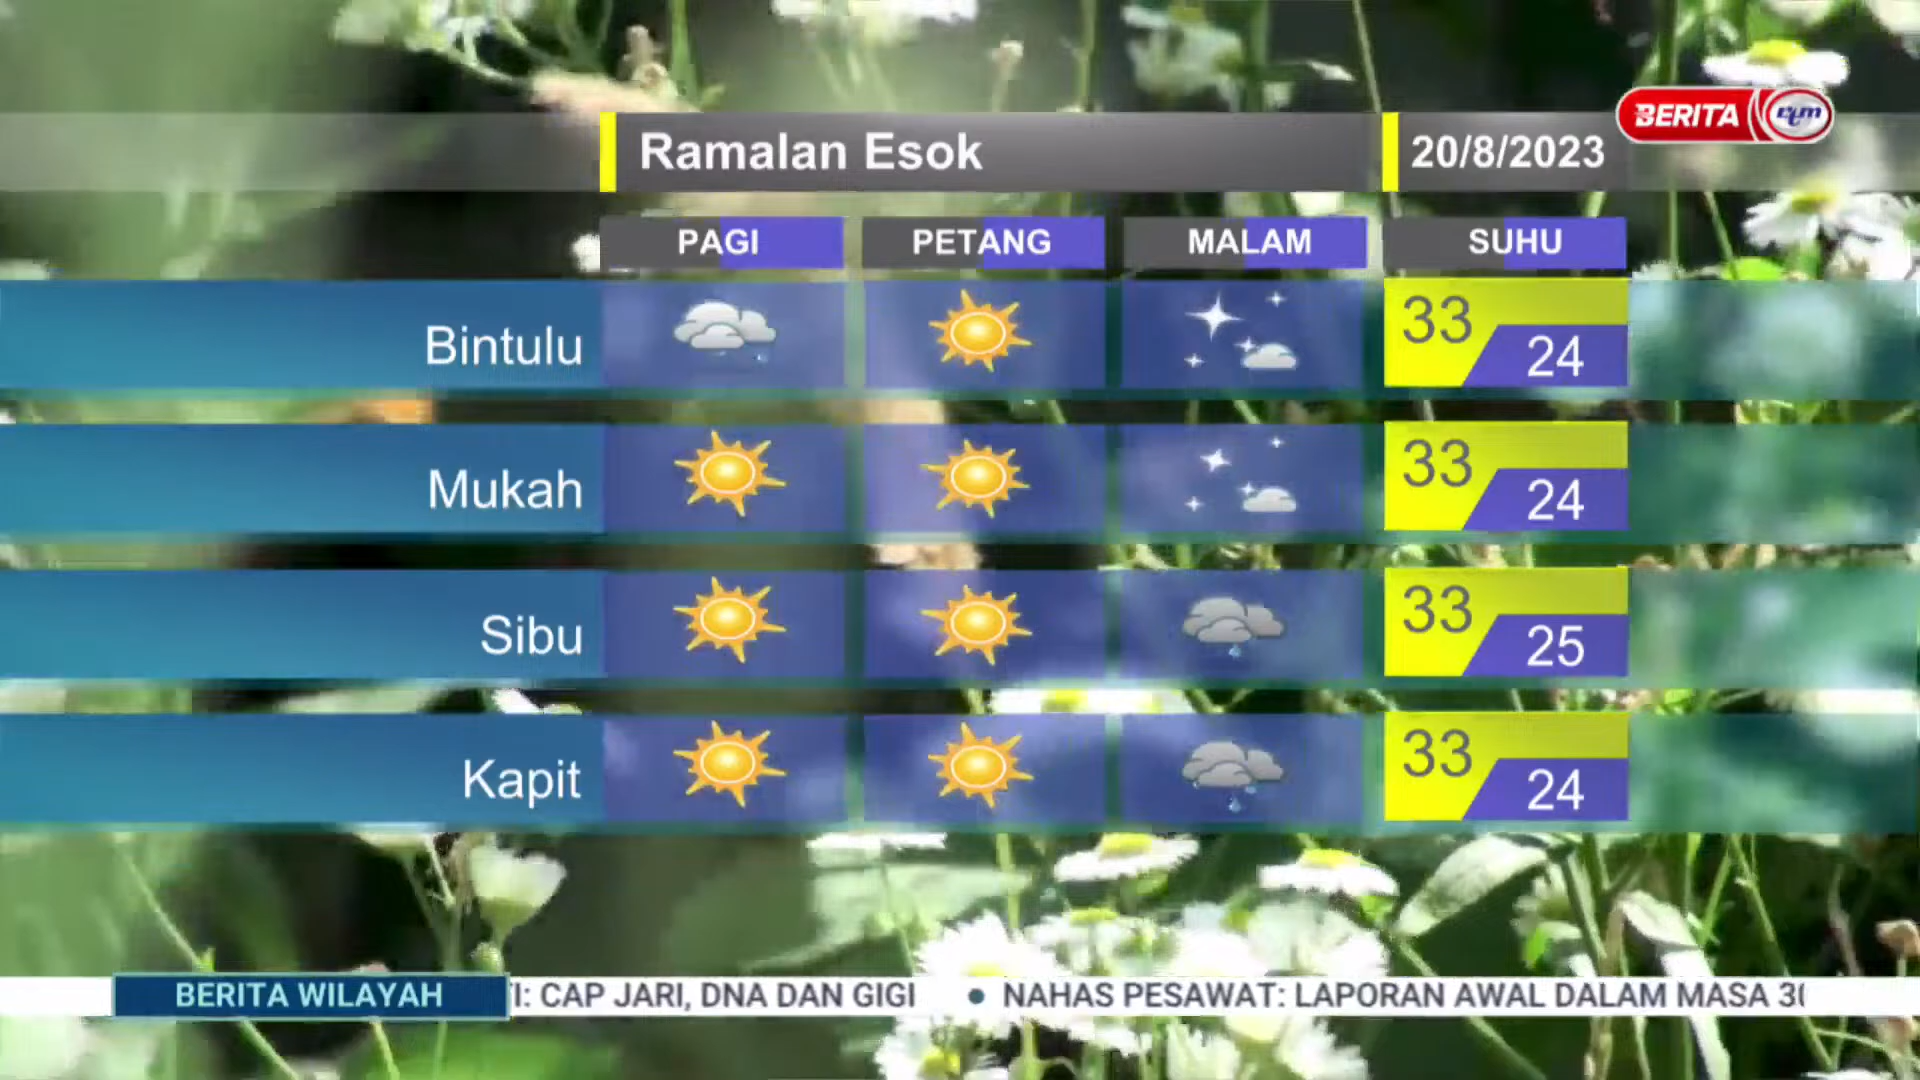 BERITA rtm
Ramalan Esok 20/8/2023
PAGI PETANG MALAM SUHU
Bintulu 33 24
Mukah 33 24
Sibu 33 25
Kapit 33 24
BERITA WILAYAH I: CAP JARI, DNA DAN GIGI • NAHAS PESAWAT: LAPORAN AWAL DALAM MASA